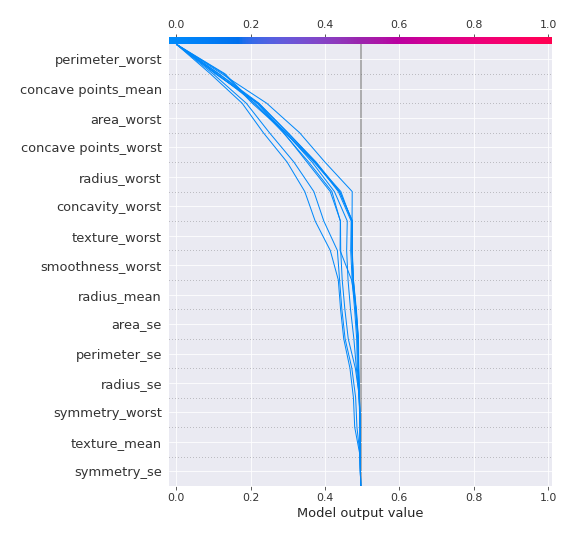 0.0 0.2 0.4 0.6 0.8 1.0
perimeter_worst
concave points_mean
area_worst
concave points_worst
radius_worst
concavity_worst
texture_worst
smoothness_worst
radius_mean
area_se
perimeter_se
radius_se
symmetry_worst
texture_mean
symmetry_se
0.0 0.2 0.4 0.6 0.8 1.0
Model output value